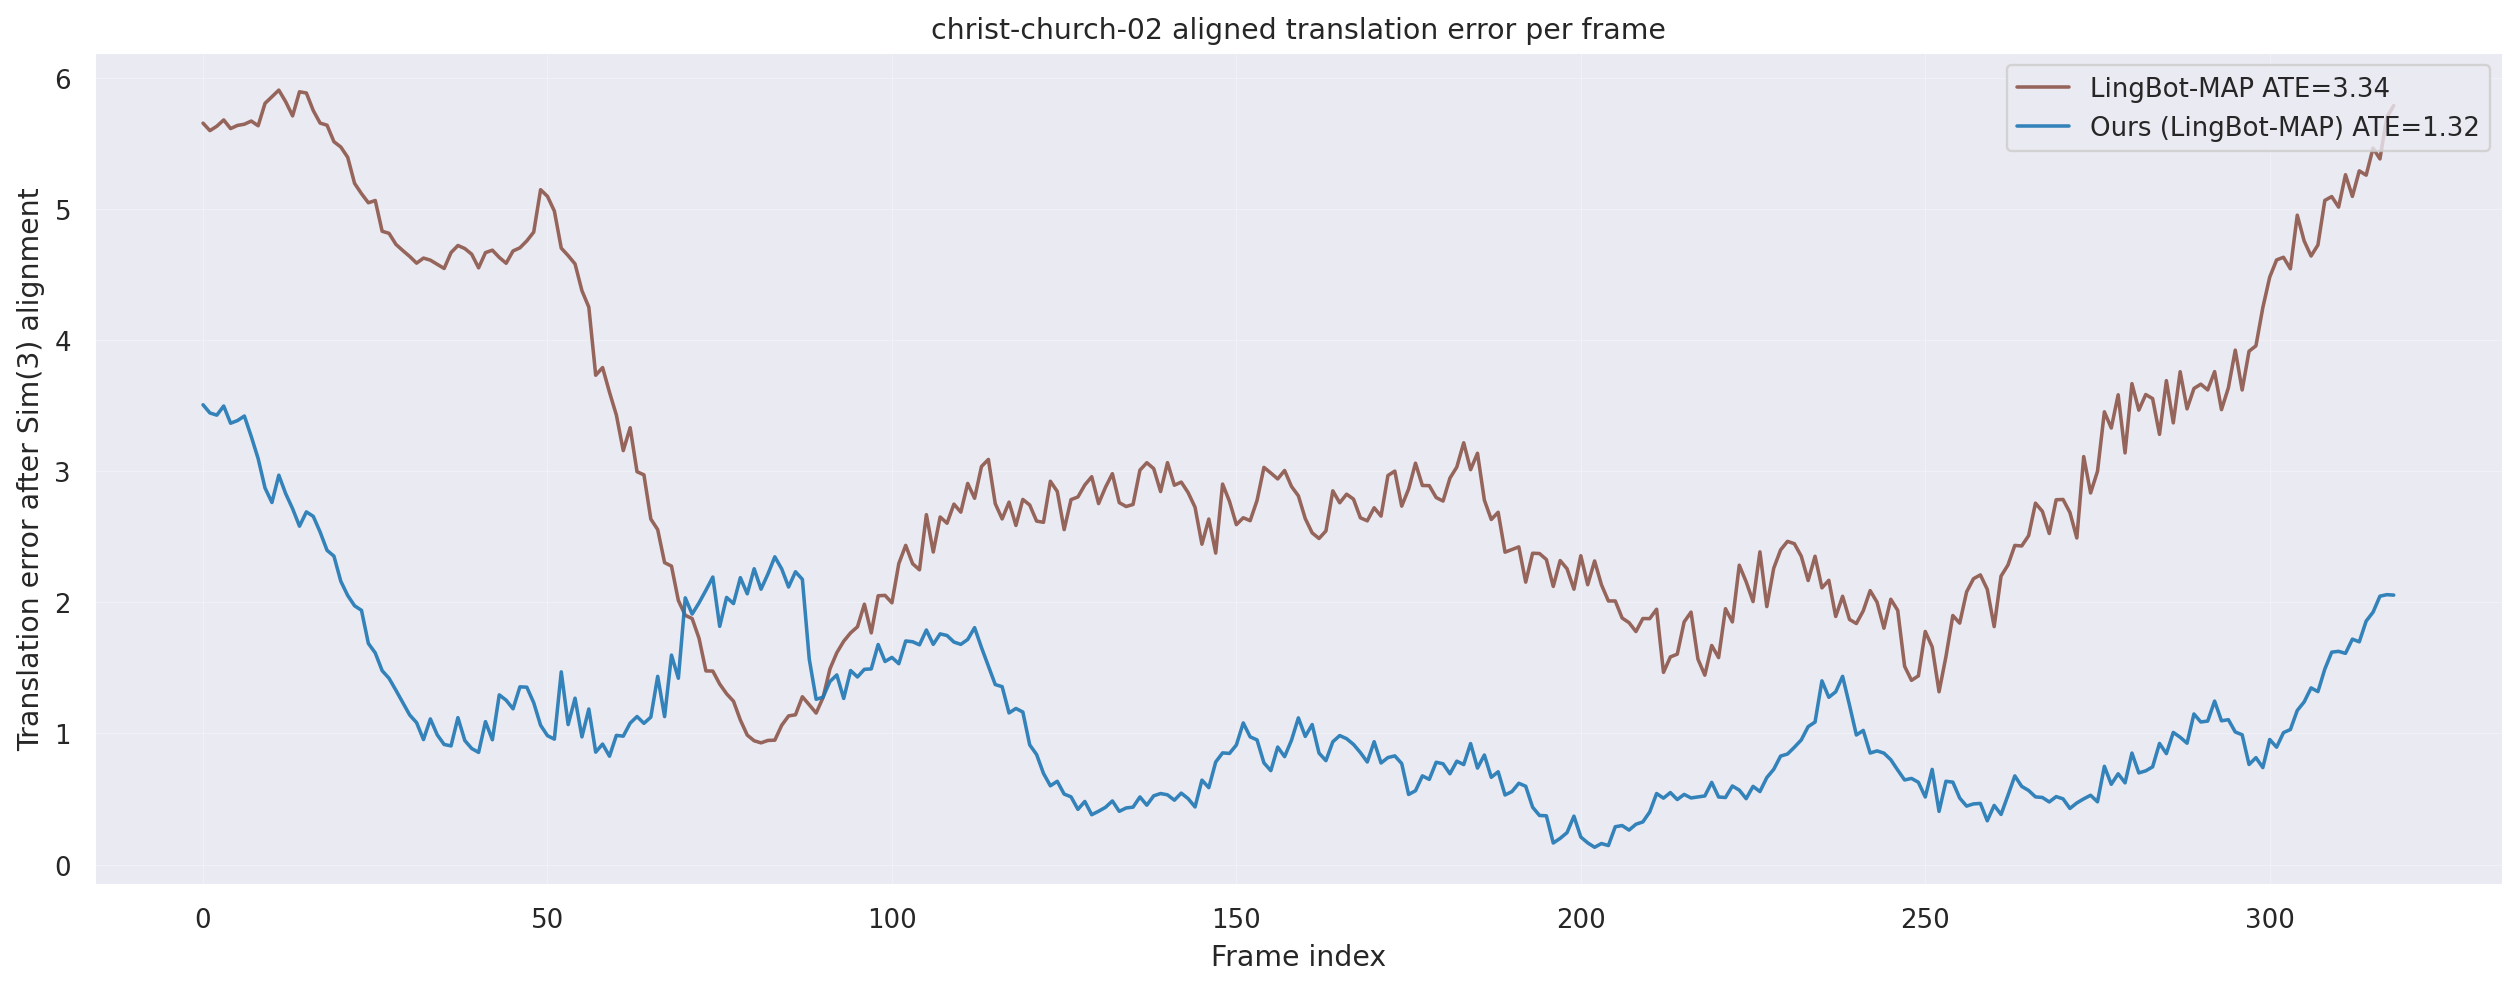 christ-church-02 aligned translation error per frame
LingBot-MAP ATE=3.34
Ours (LingBot-MAP) ATE=1.32
Translation error after Sim(3) alignment
6
5
4
3
2
1
0
0 50 100 150 200 250 300
Frame index